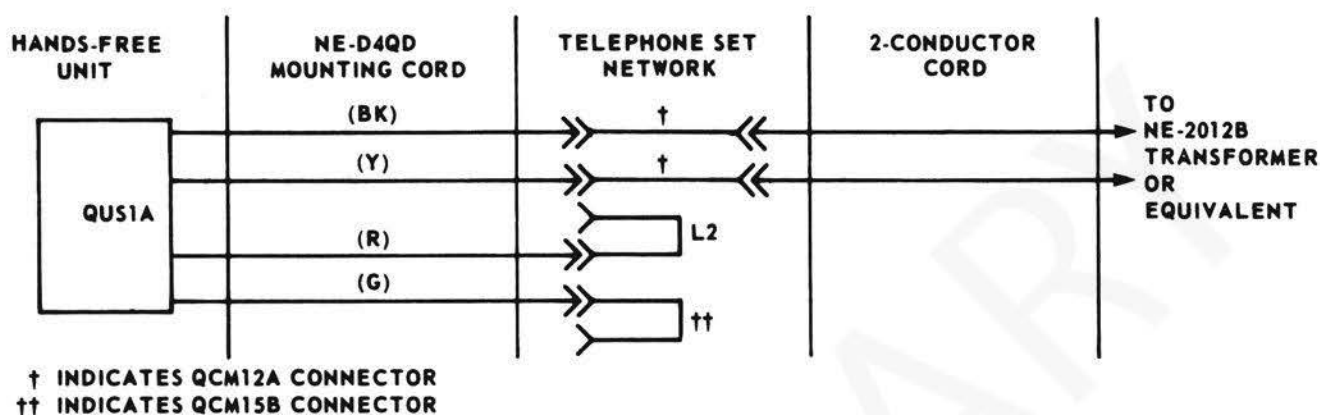 HANDS-FREE
UNIT
NE-D4QD
MOUNTING CORD
TELEPHONE SET
NETWORK
2-CONDUCTOR
CORD
(BK)
†
(Y)
†
QUS1A
(R)
L2
(G)
††
TO
NE-2012B
TRANSFORMER
OR
EQUIVALENT
† INDICATES QCM12A CONNECTOR
†† INDICATES QCM15B CONNECTOR